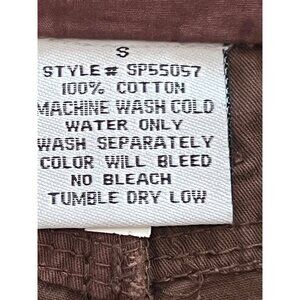 S
STYLE# SP55057
100% COTTON
MACHINE WASH COLD
WATER ONLY
WASH SEPARATELY
COLOR WILL BLEED
NO BLEACH
TUMBLE DRY LOW